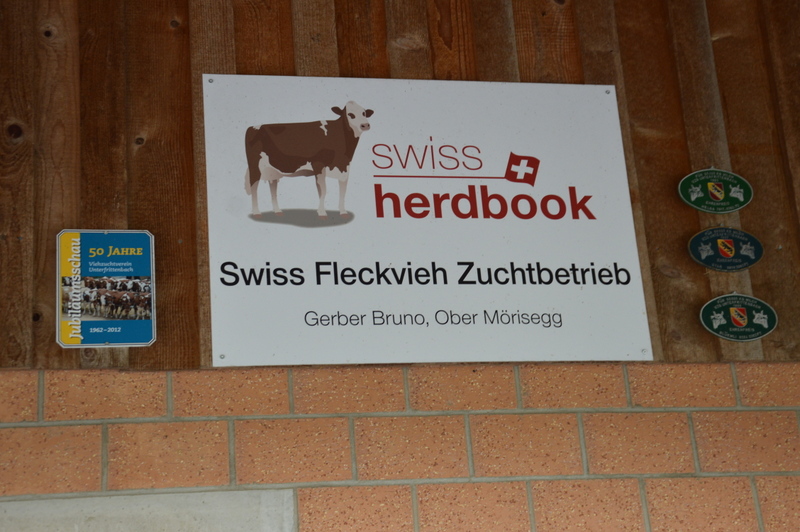 swiss
herdbook
Swiss Fleckvieh Zuchtbetrieb
Gerber Bruno, Ober Mörisegg
Jubiläumsschau
50 JAHRE
Viehzuchtverein
Unterfrittenbach
1962-2012